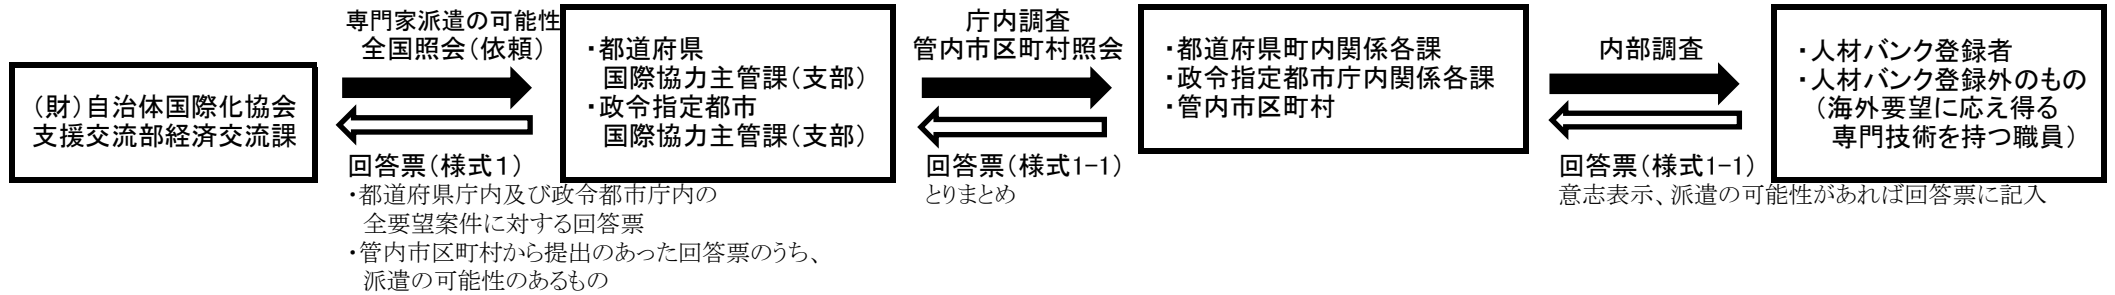 (財)自治体国際化協会
支援交流部経済交流課
専門家派遣の可能性
全国照会(依頼)
回答票(様式1)
・都道府県庁内及び政令都市庁内の
全要望案件に対する回答票
・管内市区町村から提出のあった回答票のうち、
派遣の可能性のあるもの
・都道府県
国際協力主管課(支部)
・政令指定都市
国際協力主管課(支部)
庁内調査
管内市区町村照会
回答票(様式1-1)
とりまとめ
・都道府県町内関係各課
・政令指定都市庁内関係各課
・管内市区町村
内部調査
回答票(様式1-1)
意志表示、派遣の可能性があれば回答票に記入
・人材バンク登録者
・人材バンク登録外のもの
(海外要望に応え得る
専門技術を持つ職員)